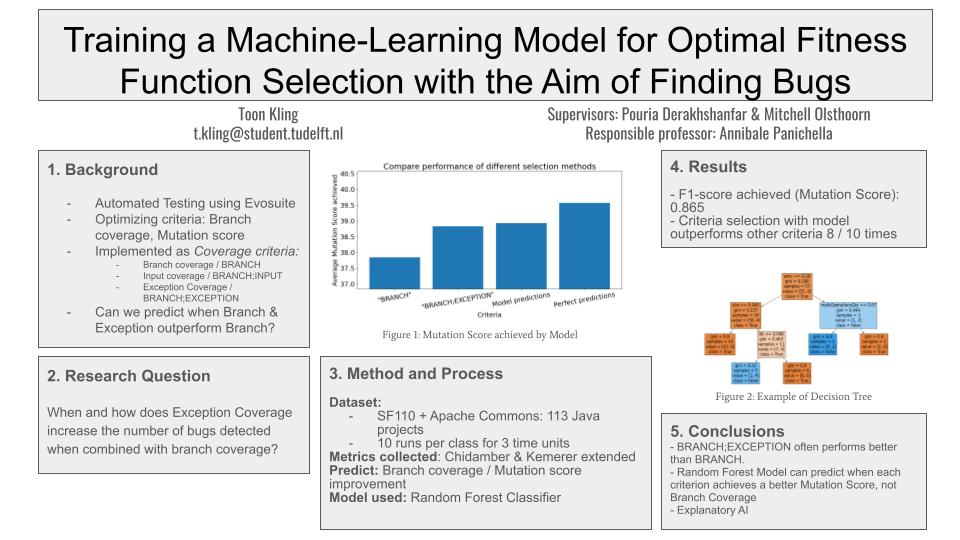 Training a Machine-Learning Model for Optimal Fitness
Function Selection with the Aim of Finding Bugs
Toon Kling
t.kling@student.tudelft.nl
Supervisors: Pouria Derakhshanfar & Mitchell Olsthoorn
Responsible professor: Annibale Panichella
1. Background
- Automated Testing using Evosuite
- Optimizing criteria: Branch
coverage, Mutation score
- Implemented as Coverage criteria:
- Branch coverage / BRANCH
- Input coverage / BRANCH;INPUT
- Exception Coverage /
BRANCH;EXCEPTION
- Can we predict when Branch &
Exception outperform Branch?
2. Research Question
When and how does Exception Coverage
increase the number of bugs detected
when combined with branch coverage?
Compare performance of different selection methods
Average Mutation Score achieved
40.5
40.0
39.5
39.0
38.5
38.0
37.5
37.0
"BRANCH"
"BRANCH;EXCEPTION"
Model predictions
Perfect predictions
Criteria
Figure 1: Mutation Score achieved by Model
3. Method and Process
Dataset:
- SF110 + Apache Commons: 113 Java
projects
- 10 runs per class for 3 time units
Metrics collected: Chidamber & Kemerer extended
Predict: Branch coverage / Mutation score
improvement
Model used: Random Forest Classifier
4. Results
- F1-score achieved (Mutation Score):
0.865
- Criteria selection with model
outperforms other criteria 8 / 10 times
Figure 2: Example of Decision Tree
5. Conclusions
- BRANCH;EXCEPTION often performs better
than BRANCH.
- Random Forest Model can predict when each
criterion achieves a better Mutation Score, not
Branch Coverage
- Explanatory AI